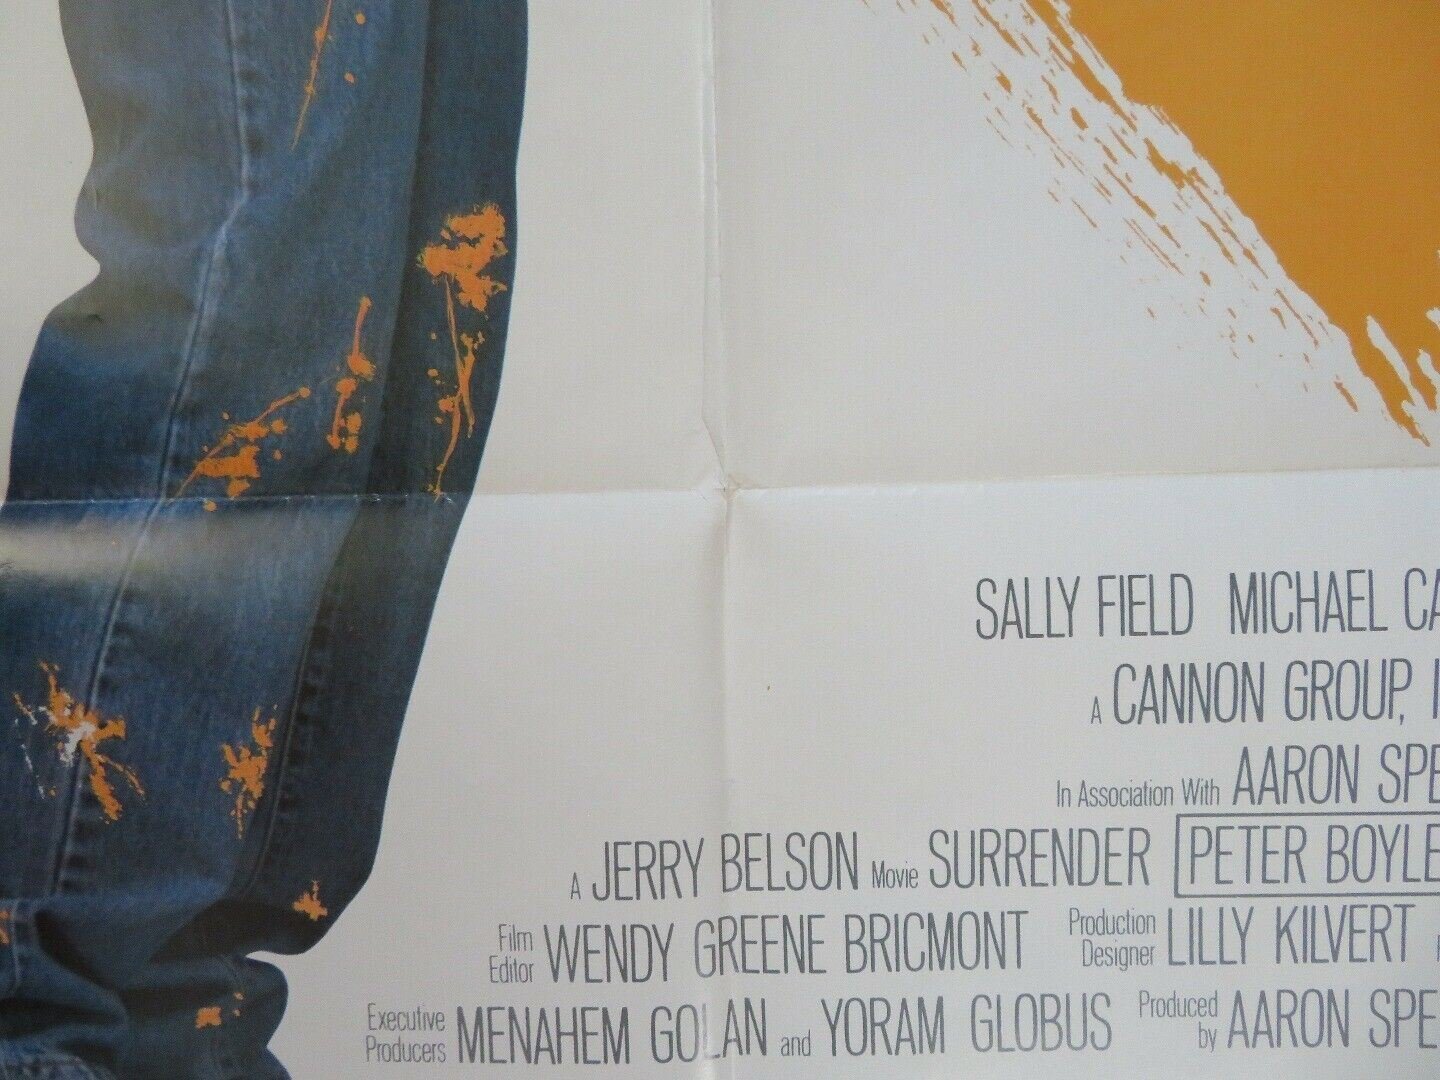 SALLY FIELD MICHAEL CA
A CANNON GROUP, I
In Association With AARON SPE
A JERRY BELSON Movie SURRENDER PETER BOYLE
Film Editor WENDY GREENE BRICMONT Production Designer LILLY KILVERT
Executive Producers MENAHEM GOLAN and YORAM GLOBUS Produced by AARON SPE